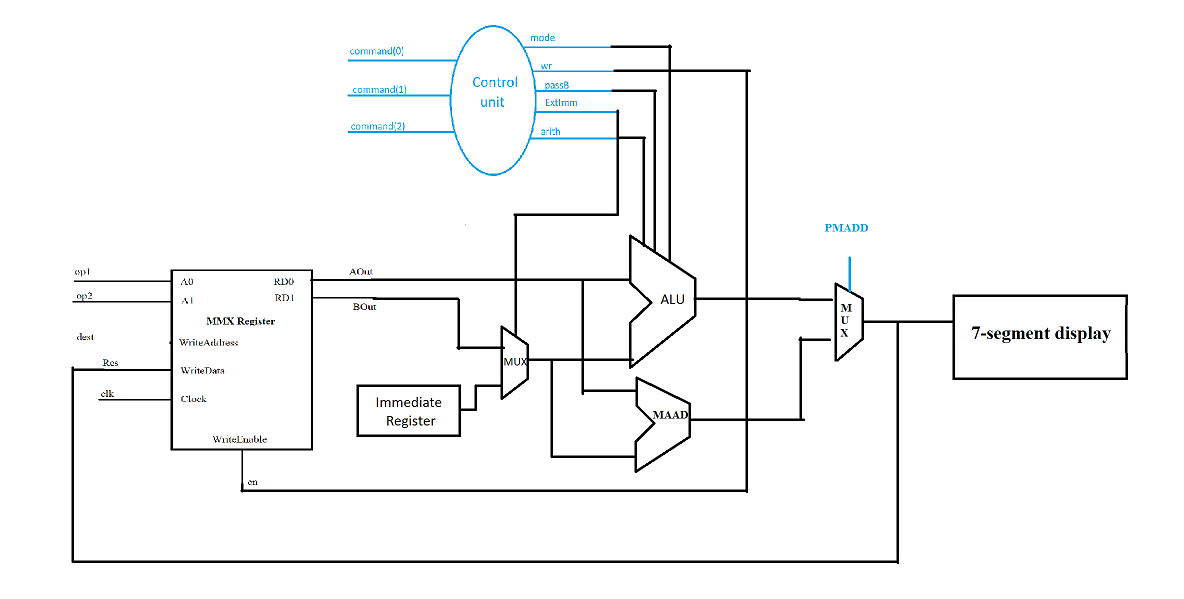 mode
command(0)
wr
Control
unit
passB
command(1)
ExtImm
command(2)
arith
PMADD
op1
AOut
A0
RD0
op2
A1
RD1
BOut
ALU
M
U
X
MMX Register
7-segment display
dest
WriteAddress
Res
WriteData
MUX
clk
Clock
Immediate
Register
MAAD
WriteEnable
en